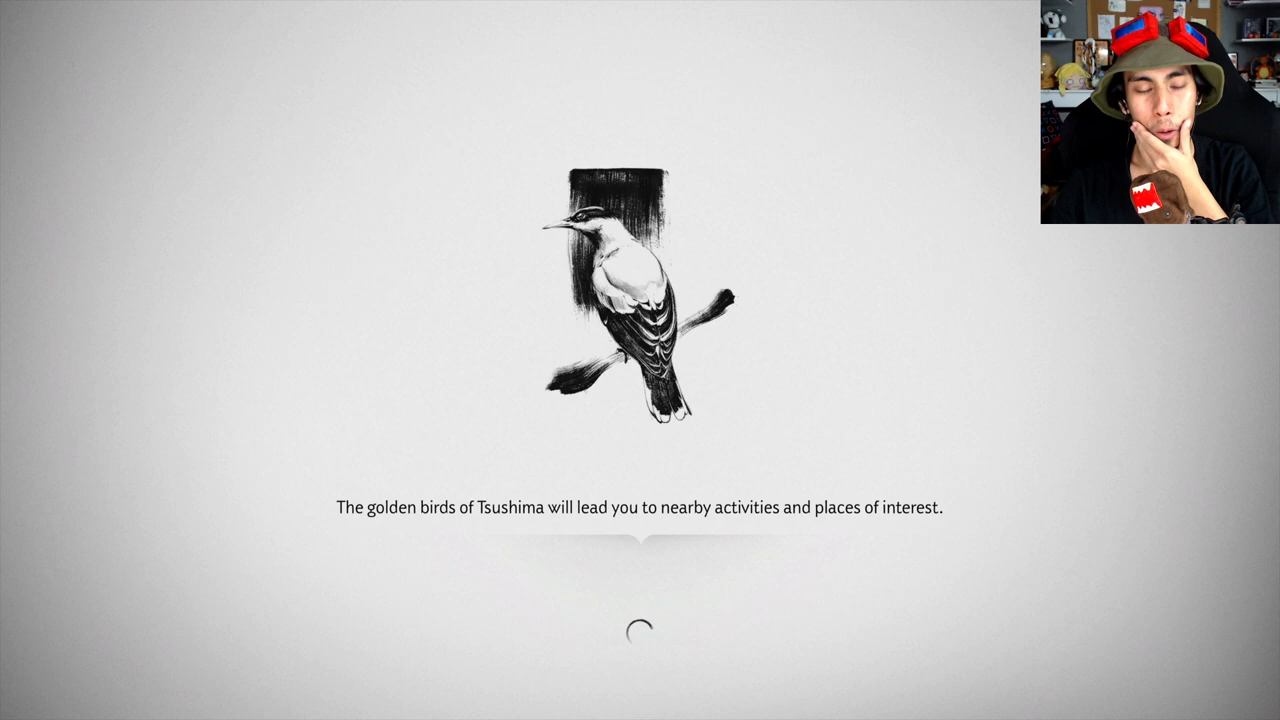 The golden birds of Tsushima will lead you to nearby activities and places of interest.